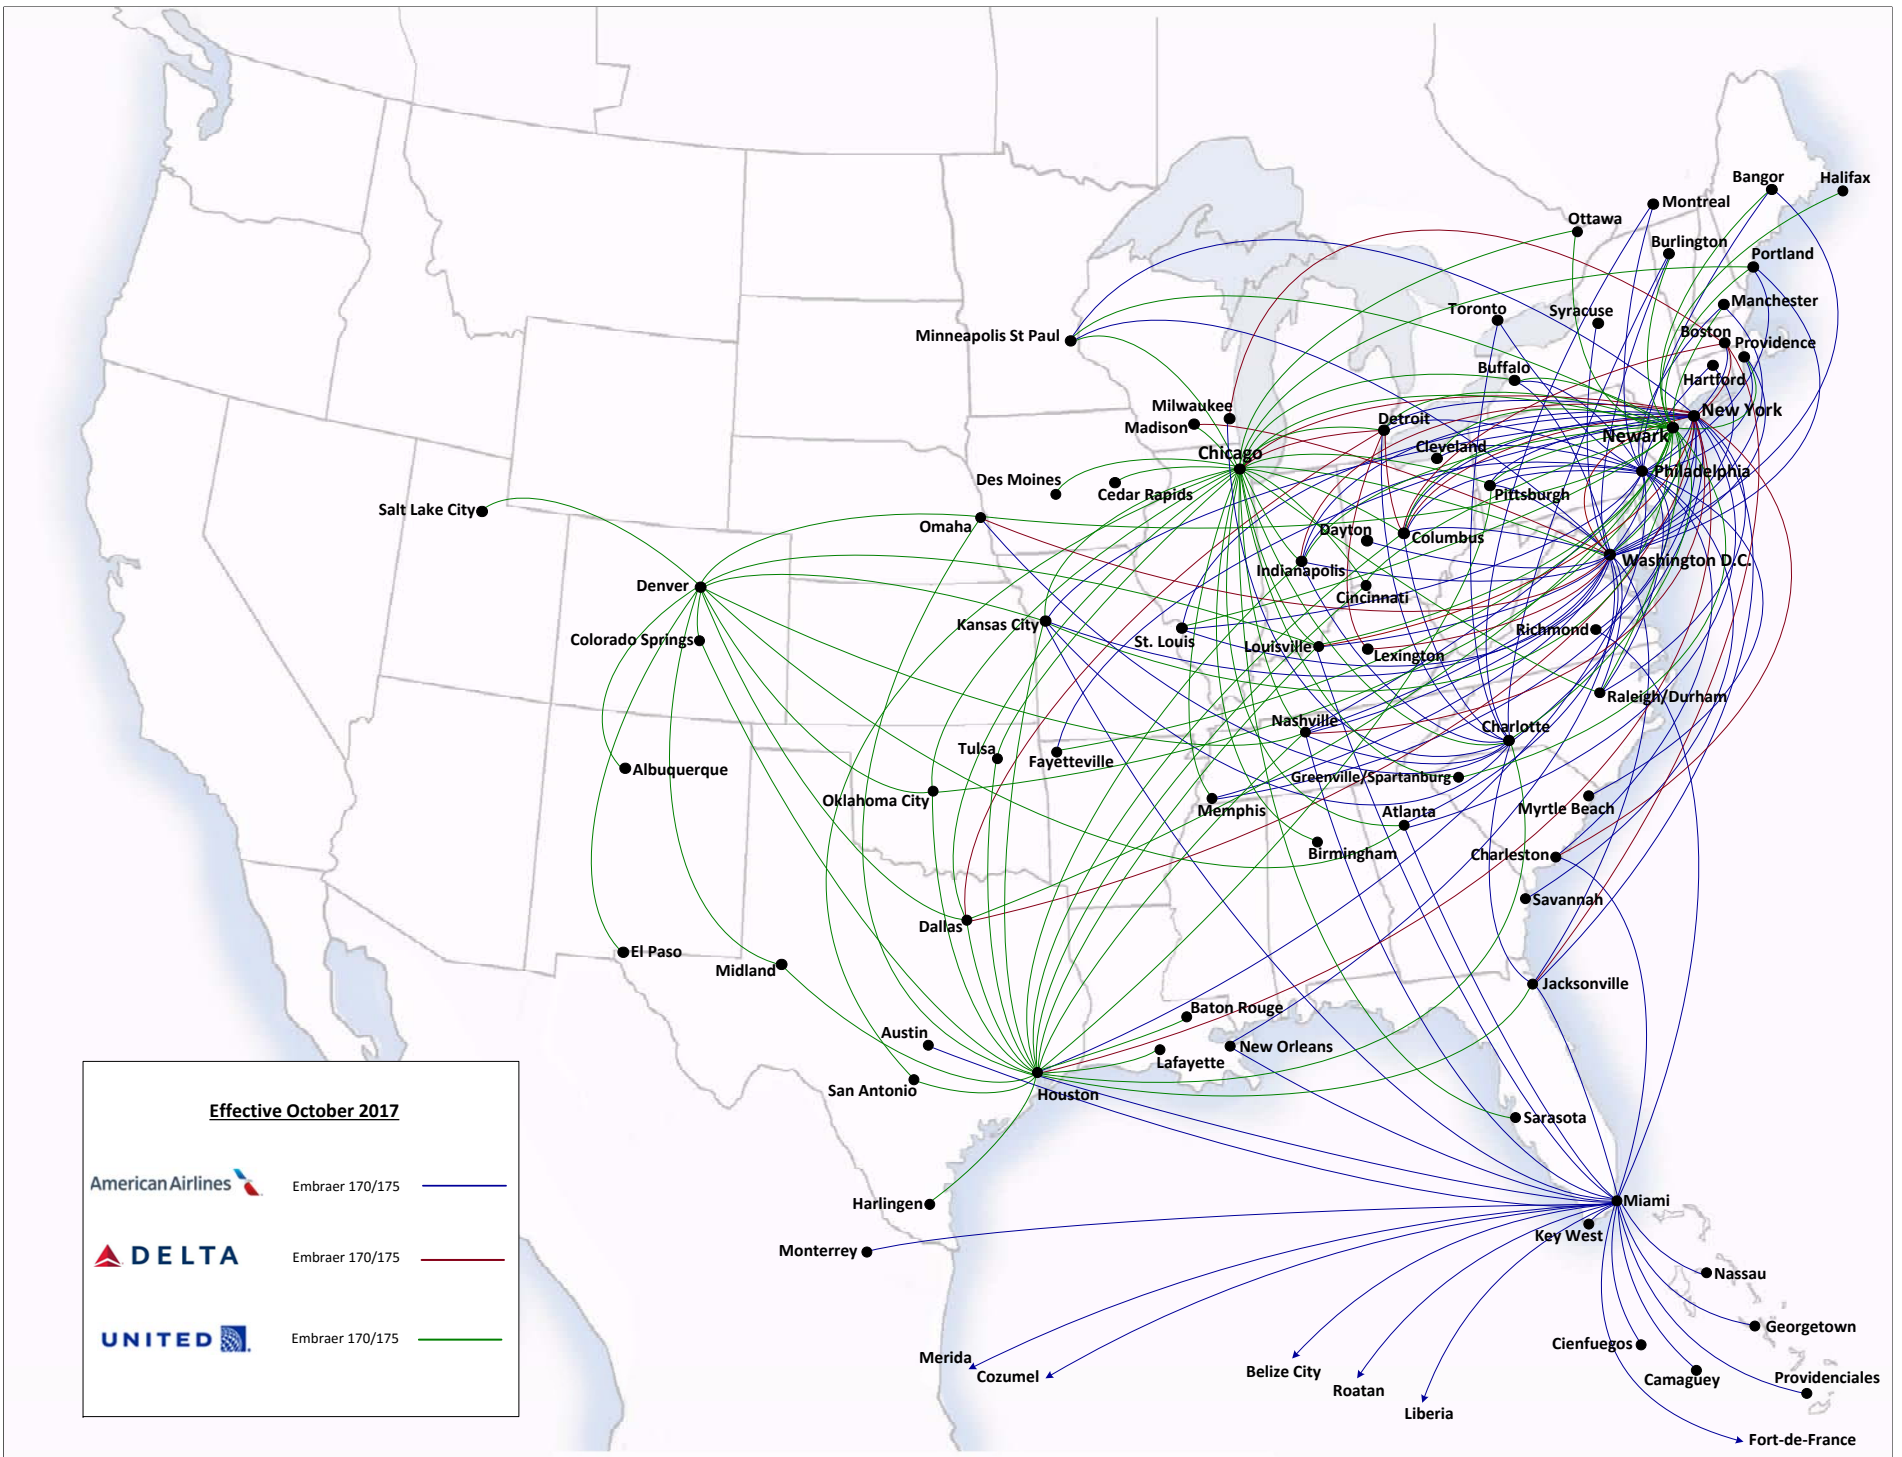 Bangor
Halifax
Montreal
Ottawa
Burlington
Portland
Manchester
Toronto
Syracuse
Boston
Providence
Minneapolis St Paul
Buffalo
Hartford
Milwaukee
Madison
Detroit
New York
Newark
Chicago
Cleveland
Philadelphia
Des Moines
Cedar Rapids
Pittsburgh
Salt Lake City
Omaha
Dayton
Columbus
Washington D.C.
Indianapolis
Denver
Cincinnati
Kansas City
Colorado Springs
St. Louis
Louisville
Lexington
Richmond
Raleigh/Durham
Nashville
Charlotte
Tulsa
Fayetteville
Albuquerque
Greenville/Spartanburg
Oklahoma City
Memphis
Atlanta
Myrtle Beach
Birmingham
Charleston
Savannah
Dallas
El Paso
Midland
Jacksonville
Baton Rouge
Austin
New Orleans
Lafayette
San Antonio
Houston
Sarasota
Effective October 2017
American Airlines
Embraer 170/175
DELTA
Embraer 170/175
UNITED
Embraer 170/175
Harlingen
Miami
Key West
Monterrey
Nassau
Georgetown
Cienfuegos
Merida
Cozumel
Belize City
Roatan
Liberia
Camaguey
Providenciales
Fort-de-France